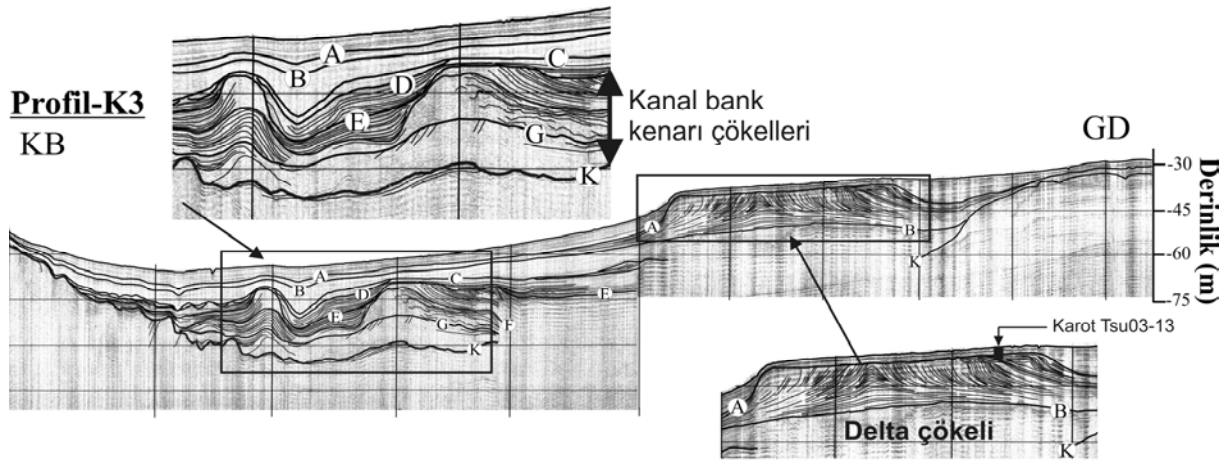 Profil-K3
KB
A
B
C
D
E
G
K
Kanal bank
kenarı çökelleri
GD
-30
-45
-60
-75
Derinlik (m)
A
B
K
A
B
C
D
E
G
F
K
F
Karot Tsu03-13
A
B
K
Delta çökeli